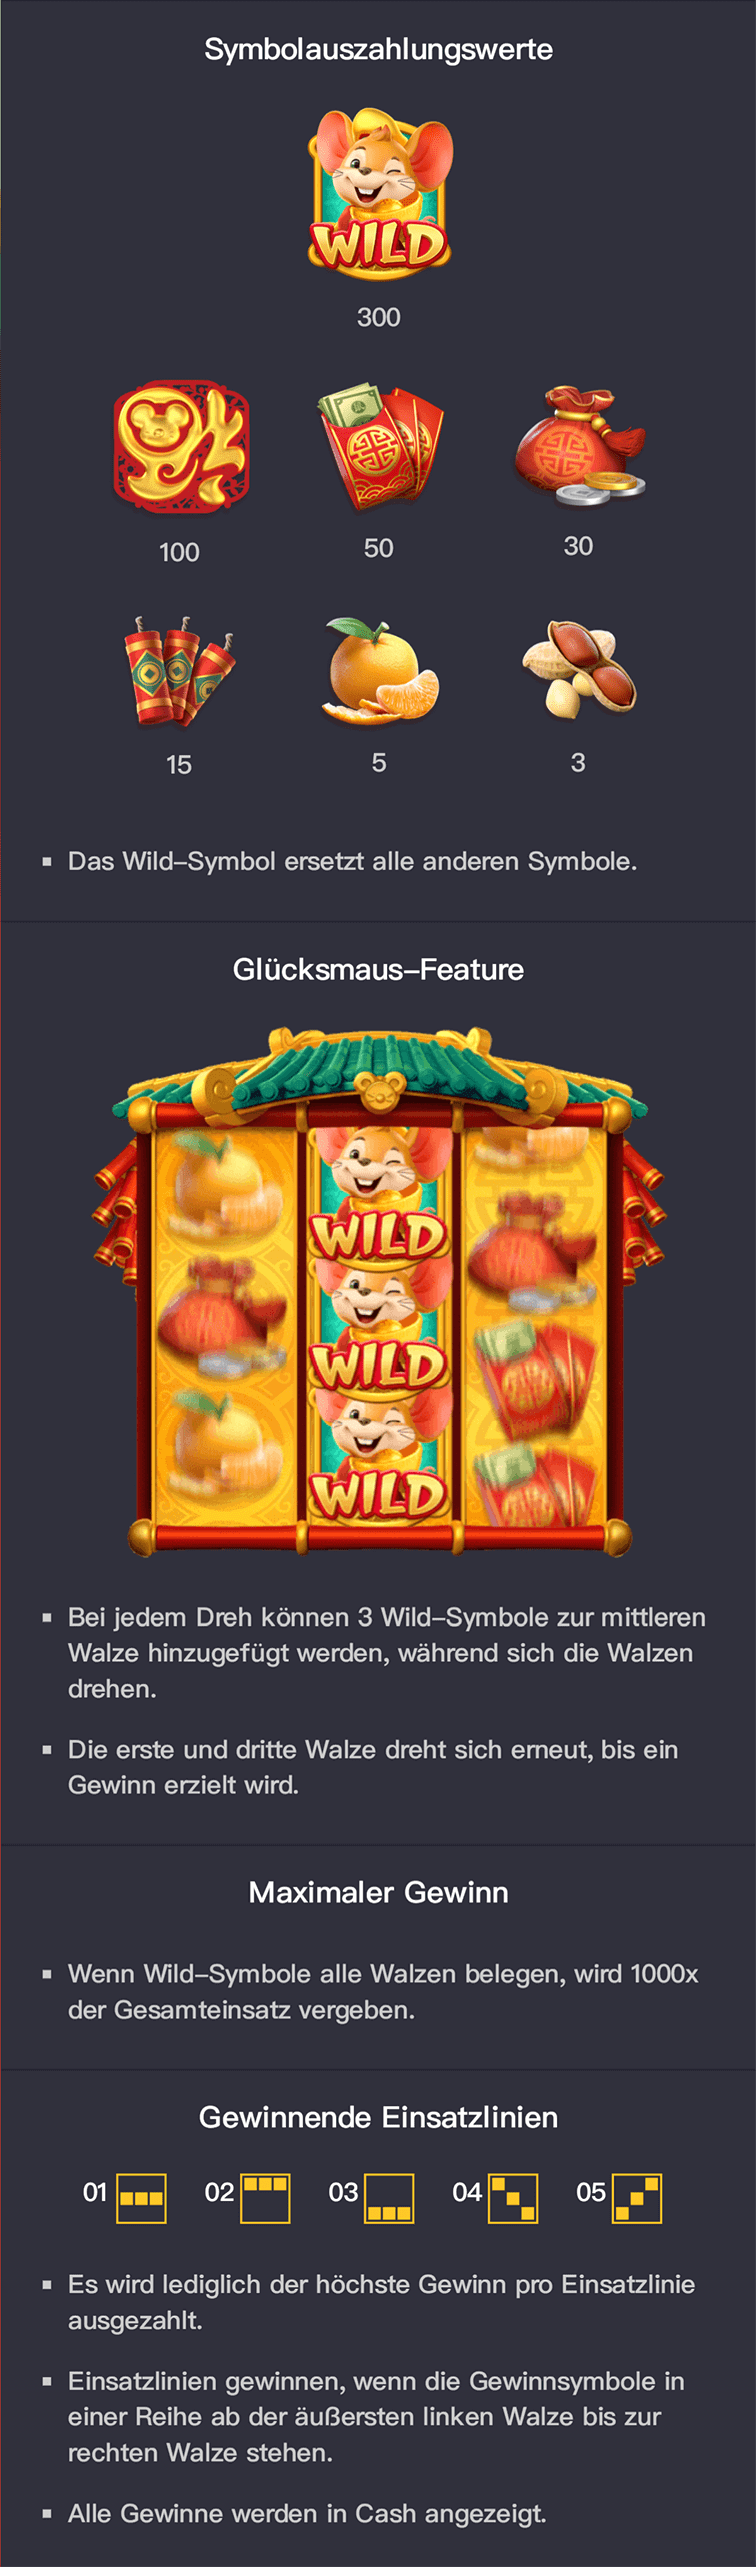 Symbolauszahlungswerte
WILD
300
100
50
30
15
5
3
▪ Das Wild–Symbol ersetzt alle anderen Symbole.
Glücksmaus–Feature
WILD
WILD
WILD
▪ Bei jedem Dreh können 3 Wild–Symbole zur mittleren
Walze hinzugefügt werden, während sich die Walzen
drehen.
▪ Die erste und dritte Walze dreht sich erneut, bis ein
Gewinn erzielt wird.
Maximaler Gewinn
▪ Wenn Wild–Symbole alle Walzen belegen, wird 1000x
der Gesamteinsatz vergeben.
Gewinnende Einsatzlinien
01 02 03 04 05
▪ Es wird lediglich der höchste Gewinn pro Einsatzlinie
ausgezahlt.
▪ Einsatzlinien gewinnen, wenn die Gewinnsymbole in
einer Reihe ab der äußersten linken Walze bis zur
rechten Walze stehen.
▪ Alle Gewinne werden in Cash angezeigt.